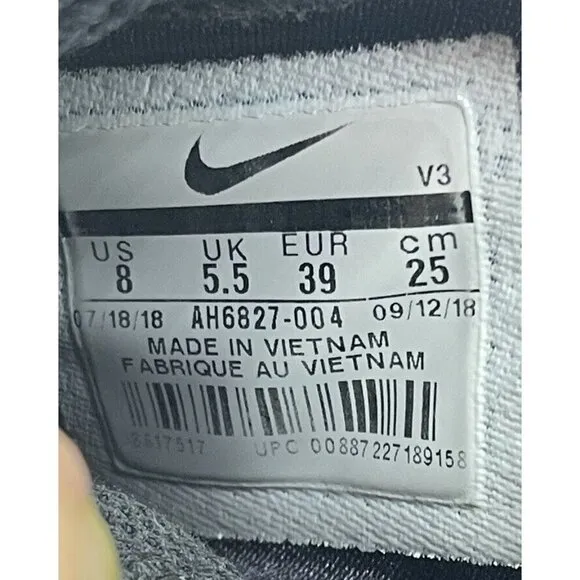 V3
US UK EUR cm
8 5.5 39 25
07/18/18 AH6827-004 09/12/18
MADE IN VIETNAM
FABRIQUE AU VIETNAM
UPC 00887227189158